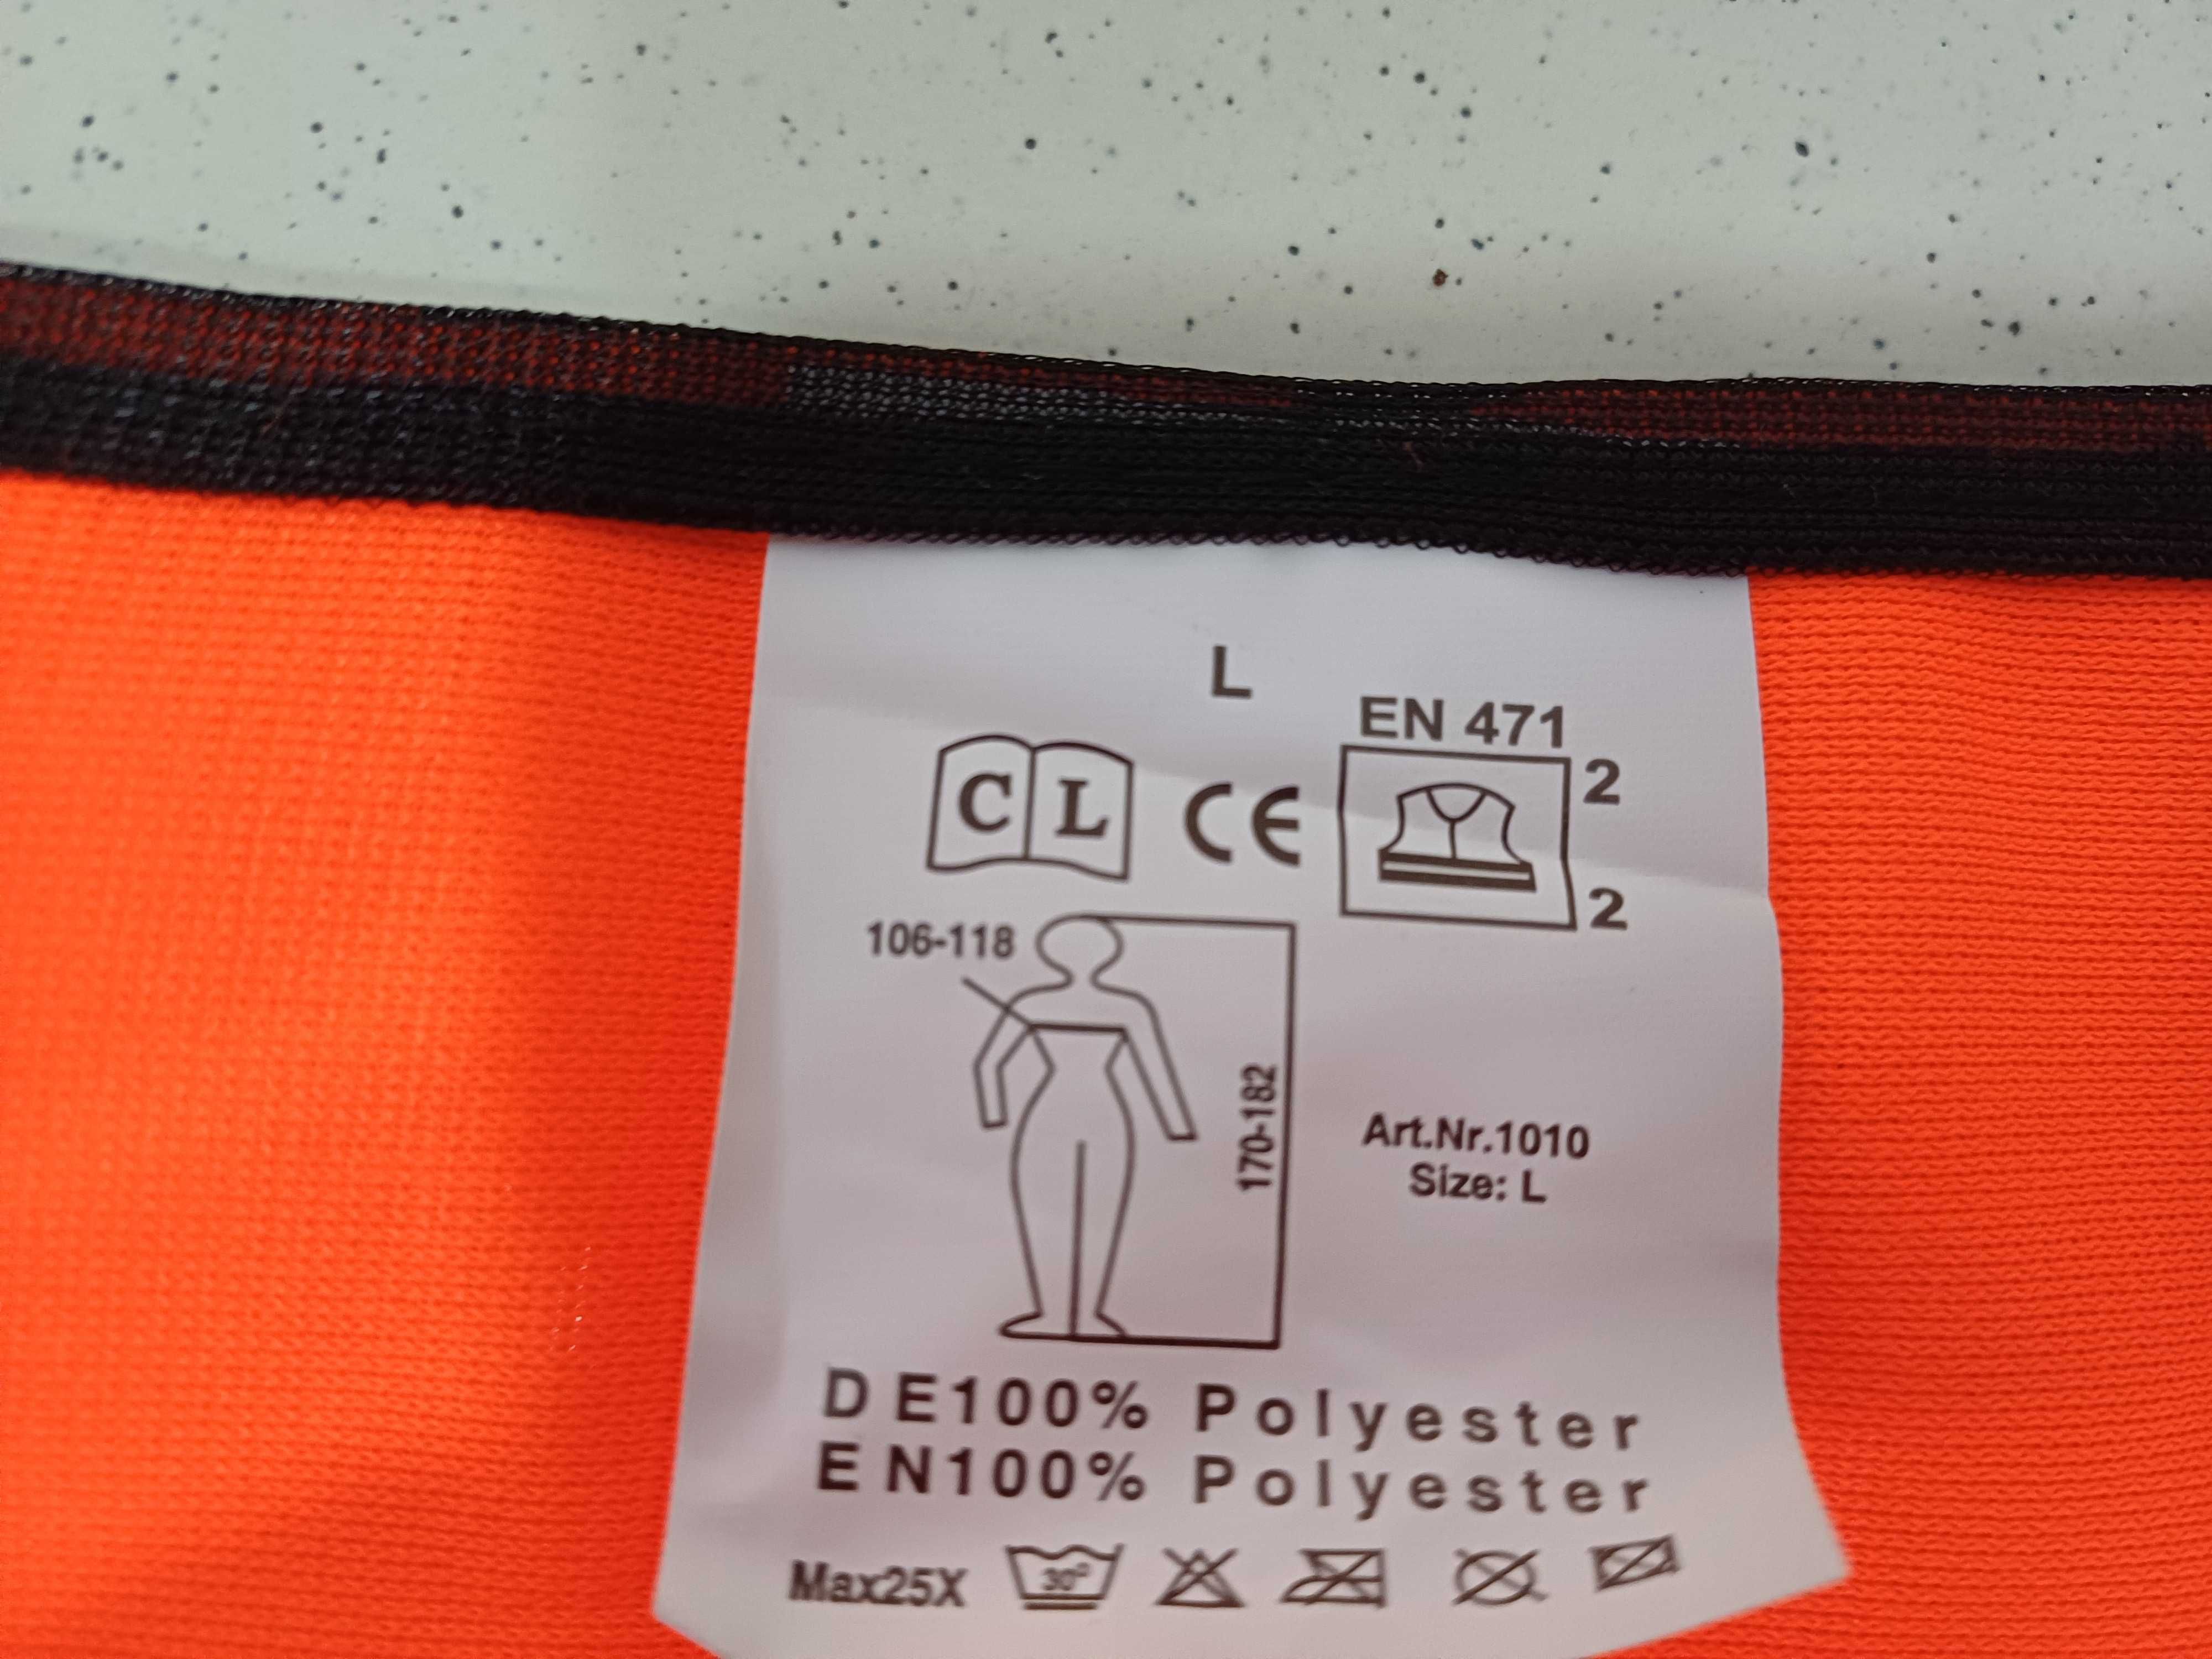 L
EN 471
2
C L CE
2
106-118
170-182
Art.Nr.1010
Size: L
DE100% Polyester
EN100% Polyester
Max25X 30°